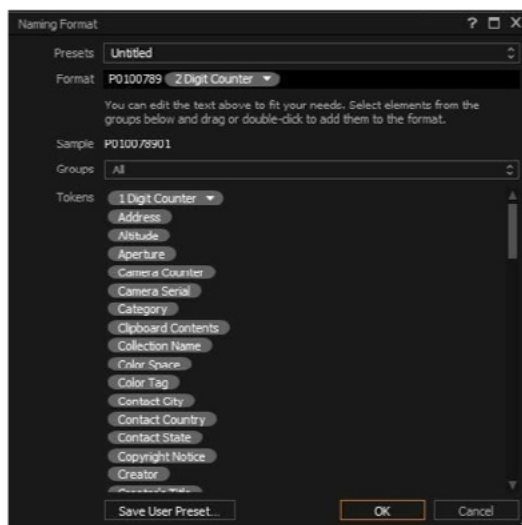 Naming Format ? X
Presets Untitled
Format P0100789 2 Digit Counter
You can edit the text above to fit your needs. Select elements from the
groups below and drag or double-click to add them to the format.
Sample P010078901
Groups All
Tokens 1 Digit Counter
Address
Altitude
Aperture
Camera Counter
Camera Serial
Category
Clipboard Contents
Collection Name
Color Space
Color Tag
Contact City
Contact Country
Contact State
Copyright Notice
Creator
Creator's Title
Save User Preset... OK Cancel